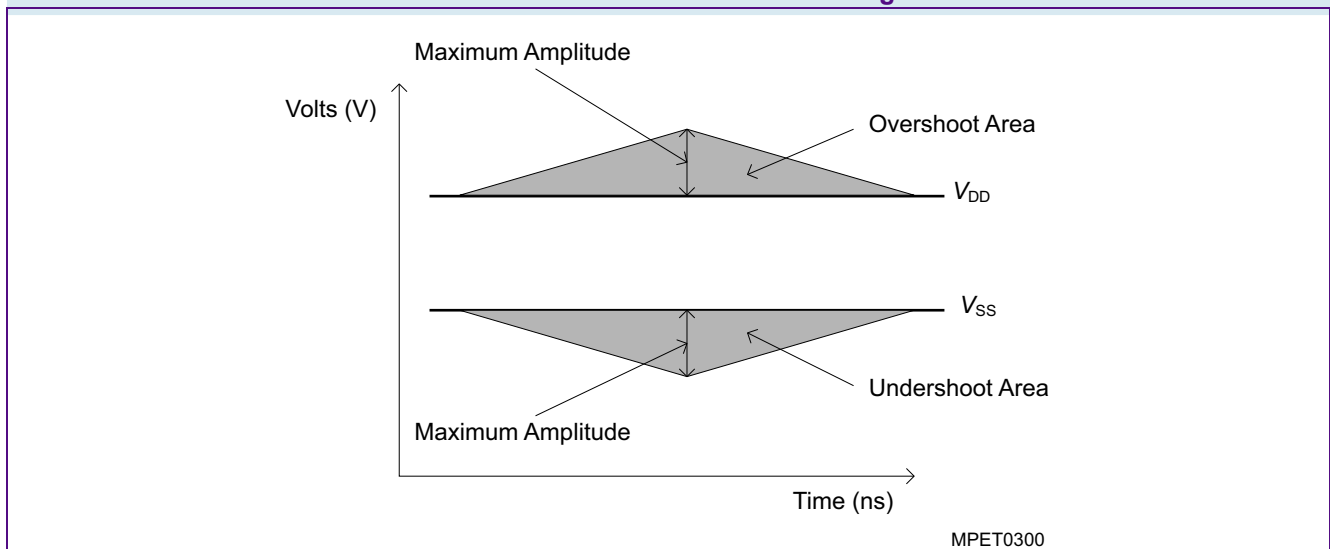 Maximum Amplitude
Volts (V)
Overshoot Area
VDD
VSS
Undershoot Area
Maximum Amplitude
Time (ns)
MPET0300